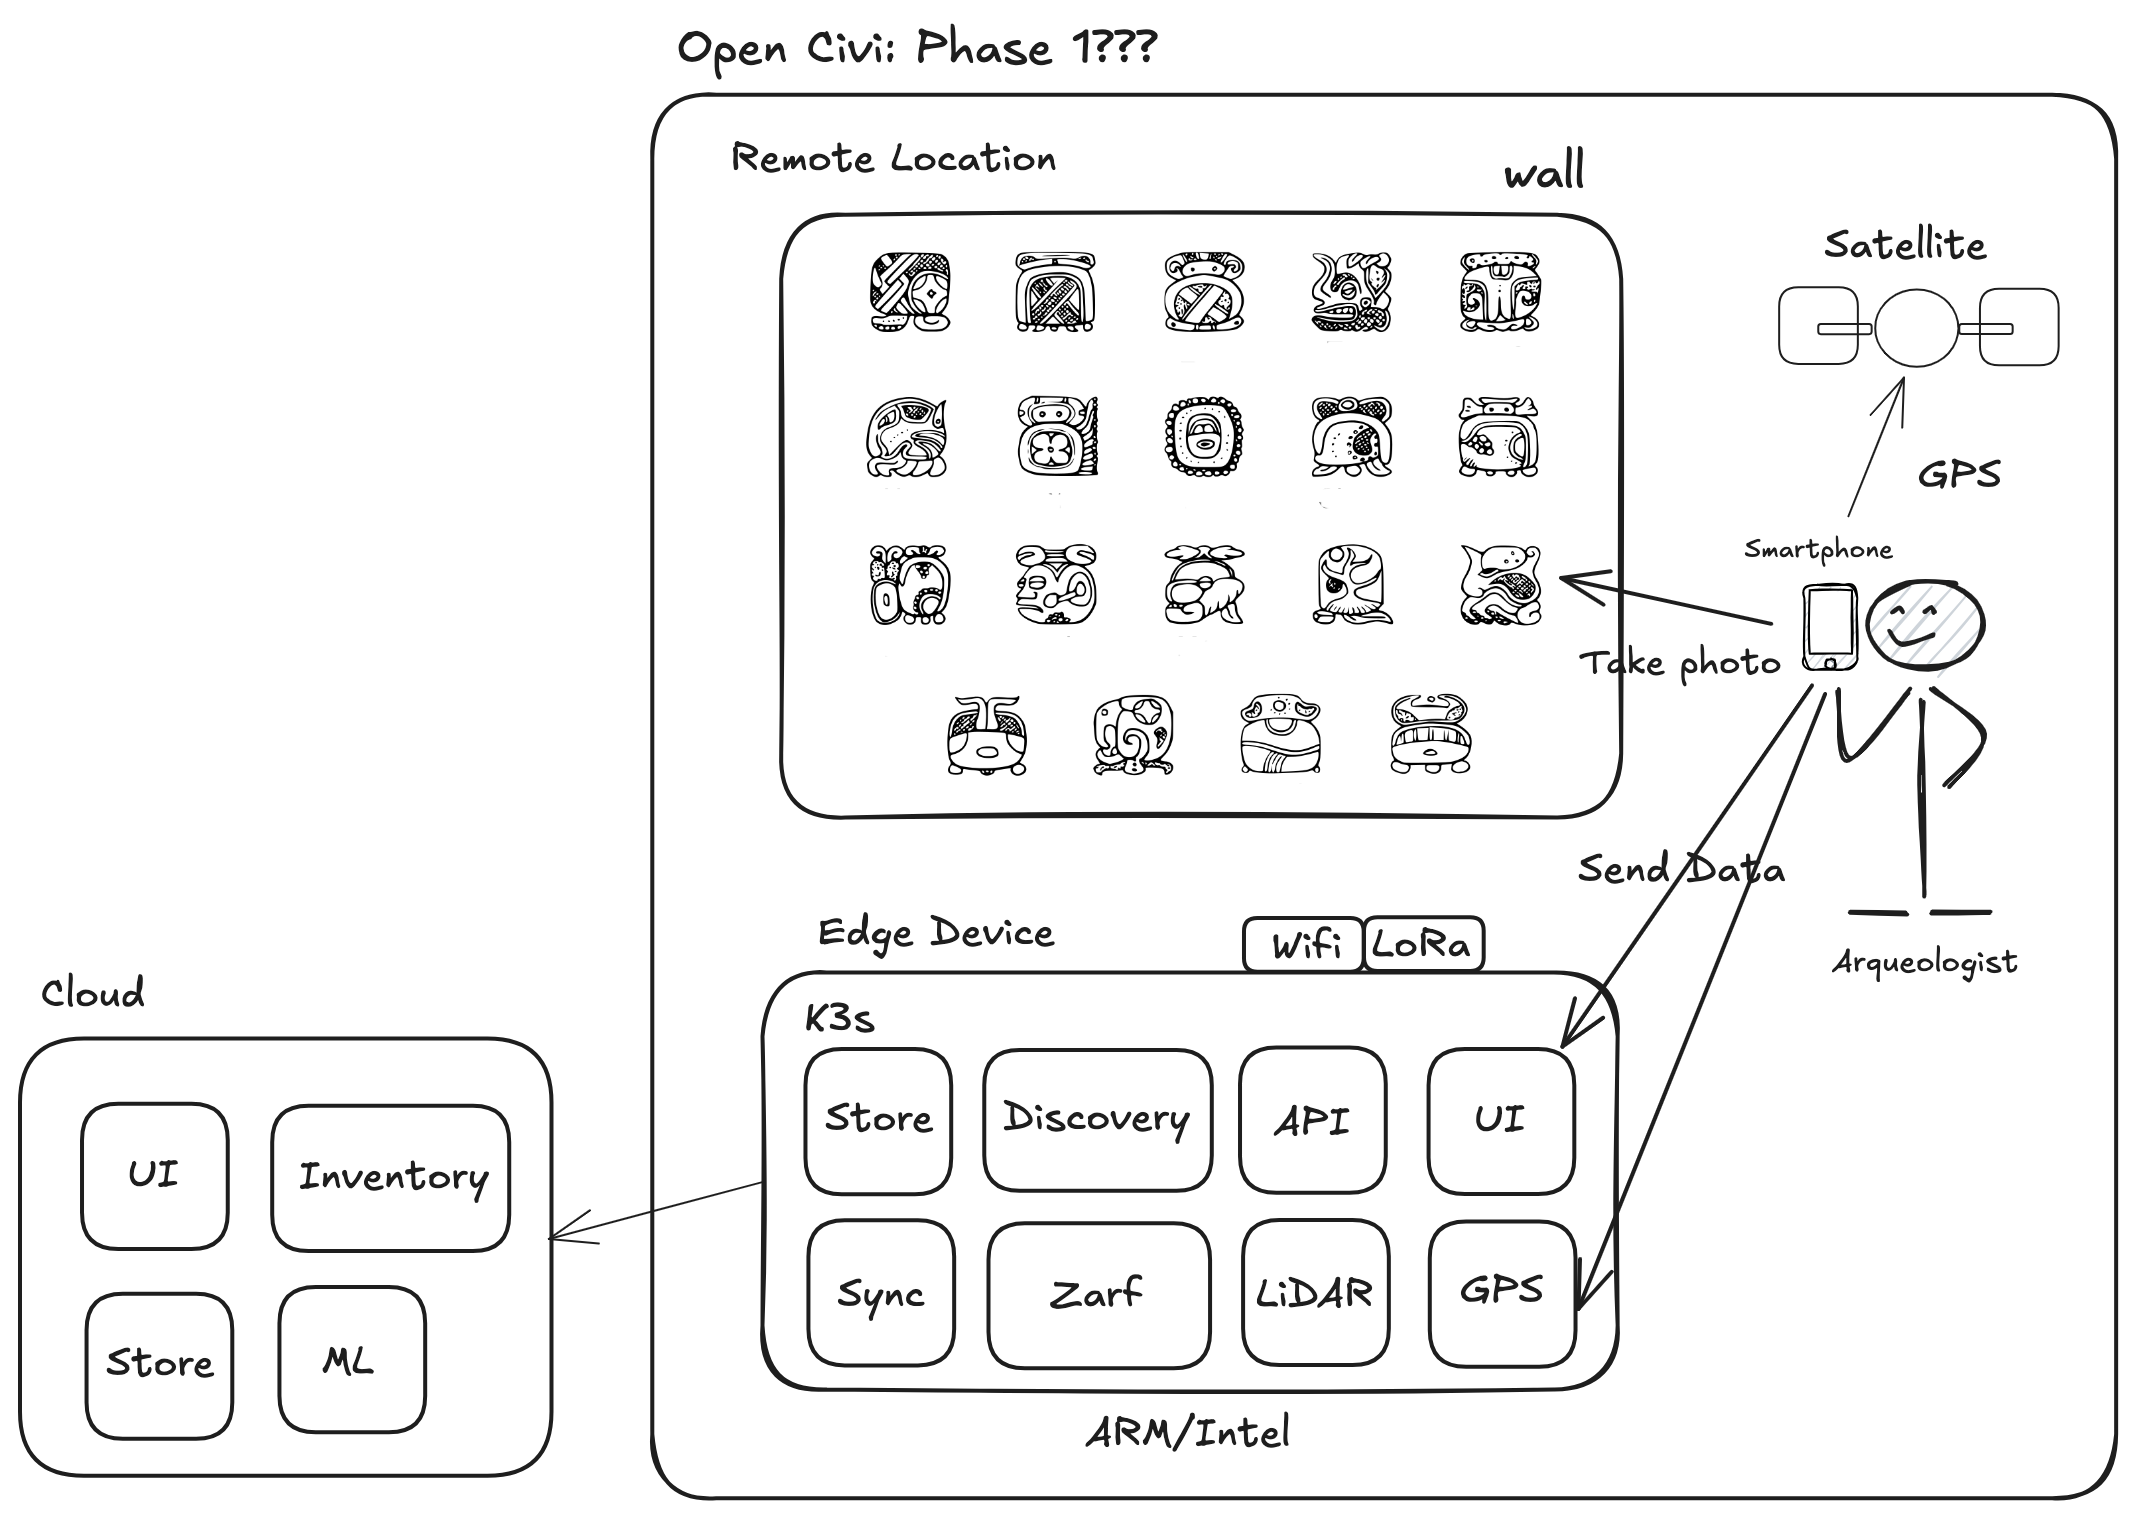 Open Civi: Phase 1???
Remote Location
wall
Satellite
GPS
Smartphone
Take photo
Send Data
Arqueologist
Edge Device
Wifi
LoRa
K3s
Store
Discovery
API
UI
Sync
Zarf
LiDAR
GPS
ARM/Intel
Cloud
UI
Inventory
Store
ML